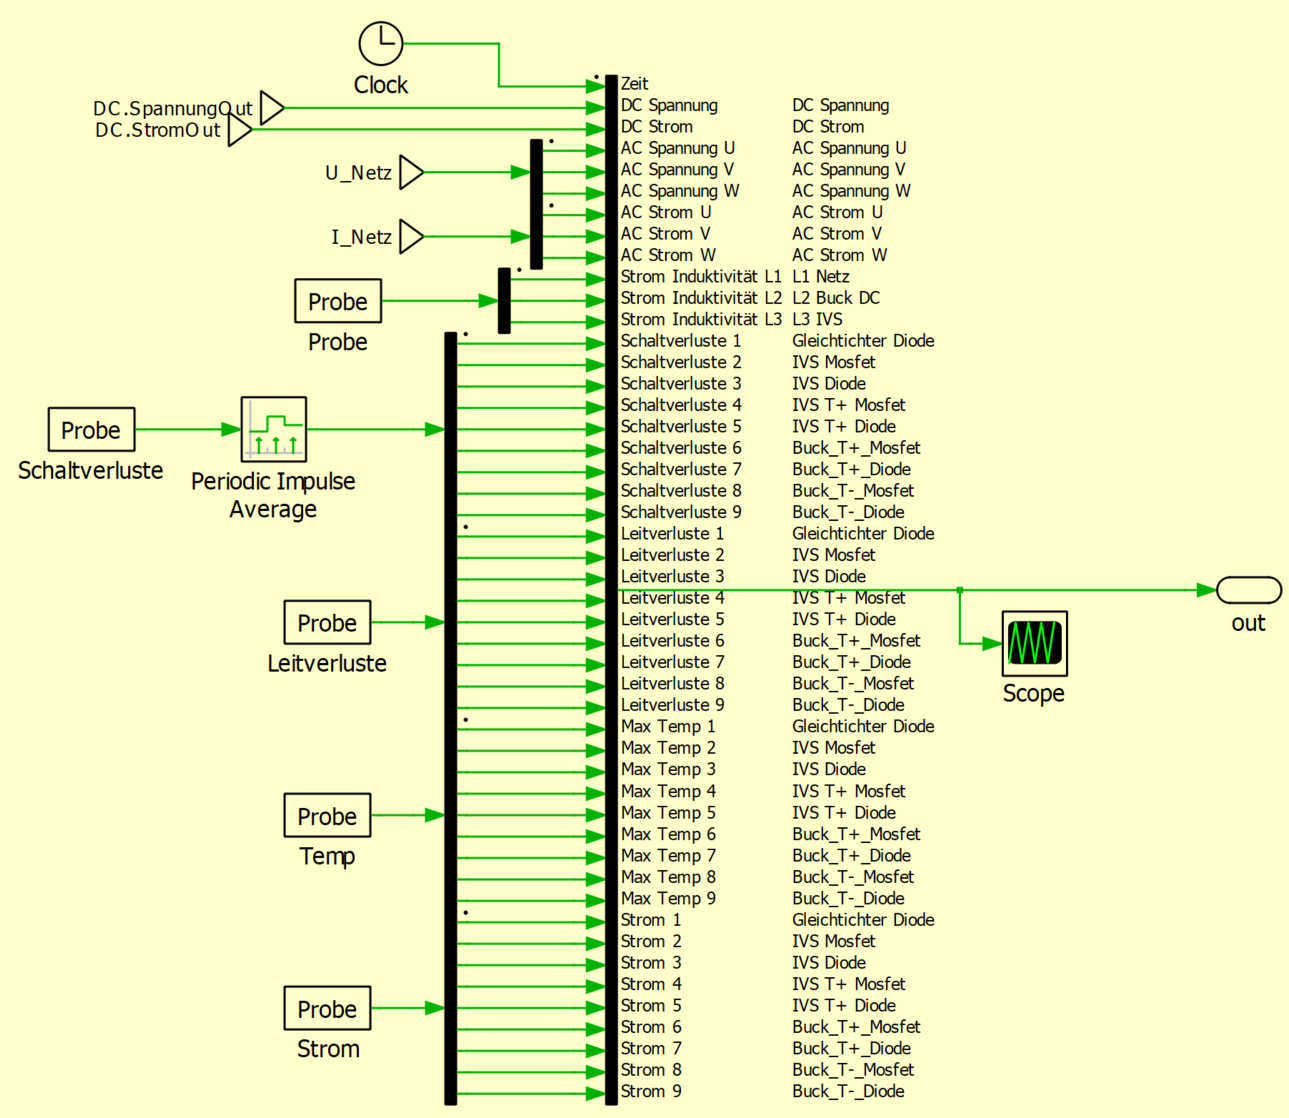 Clock
DC.SpannungOut
DC.StromOut
U_Netz
I_Netz
Probe
Probe
Probe
Schaltverluste
Periodic Impulse
Average
Probe
Leitverluste
Probe
Temp
Probe
Strom
Zeit
DC Spannung DC Spannung
DC Strom DC Strom
AC Spannung U AC Spannung U
AC Spannung V AC Spannung V
AC Spannung W AC Spannung W
AC Strom U AC Strom U
AC Strom V AC Strom V
AC Strom W AC Strom W
Strom Induktivität L1 L1 Netz
Strom Induktivität L2 L2 Buck DC
Strom Induktivität L3 L3 IVS
Schaltverluste 1 Gleichtichter Diode
Schaltverluste 2 IVS Mosfet
Schaltverluste 3 IVS Diode
Schaltverluste 4 IVS T+ Mosfet
Schaltverluste 5 IVS T+ Diode
Schaltverluste 6 Buck_T+_Mosfet
Schaltverluste 7 Buck_T+_Diode
Schaltverluste 8 Buck_T-_Mosfet
Schaltverluste 9 Buck_T-_Diode
Leitverluste 1 Gleichtichter Diode
Leitverluste 2 IVS Mosfet
Leitverluste 3 IVS Diode
Leitverluste 4 IVS T+ Mosfet
Leitverluste 5 IVS T+ Diode
Leitverluste 6 Buck_T+_Mosfet
Leitverluste 7 Buck_T+_Diode
Leitverluste 8 Buck_T-_Mosfet
Leitverluste 9 Buck_T-_Diode
Max Temp 1 Gleichtichter Diode
Max Temp 2 IVS Mosfet
Max Temp 3 IVS Diode
Max Temp 4 IVS T+ Mosfet
Max Temp 5 IVS T+ Diode
Max Temp 6 Buck_T+_Mosfet
Max Temp 7 Buck_T+_Diode
Max Temp 8 Buck_T-_Mosfet
Max Temp 9 Buck_T-_Diode
Strom 1 Gleichtichter Diode
Strom 2 IVS Mosfet
Strom 3 IVS Diode
Strom 4 IVS T+ Mosfet
Strom 5 IVS T+ Diode
Strom 6 Buck_T+_Mosfet
Strom 7 Buck_T+_Diode
Strom 8 Buck_T-_Mosfet
Strom 9 Buck_T-_Diode
Scope
out